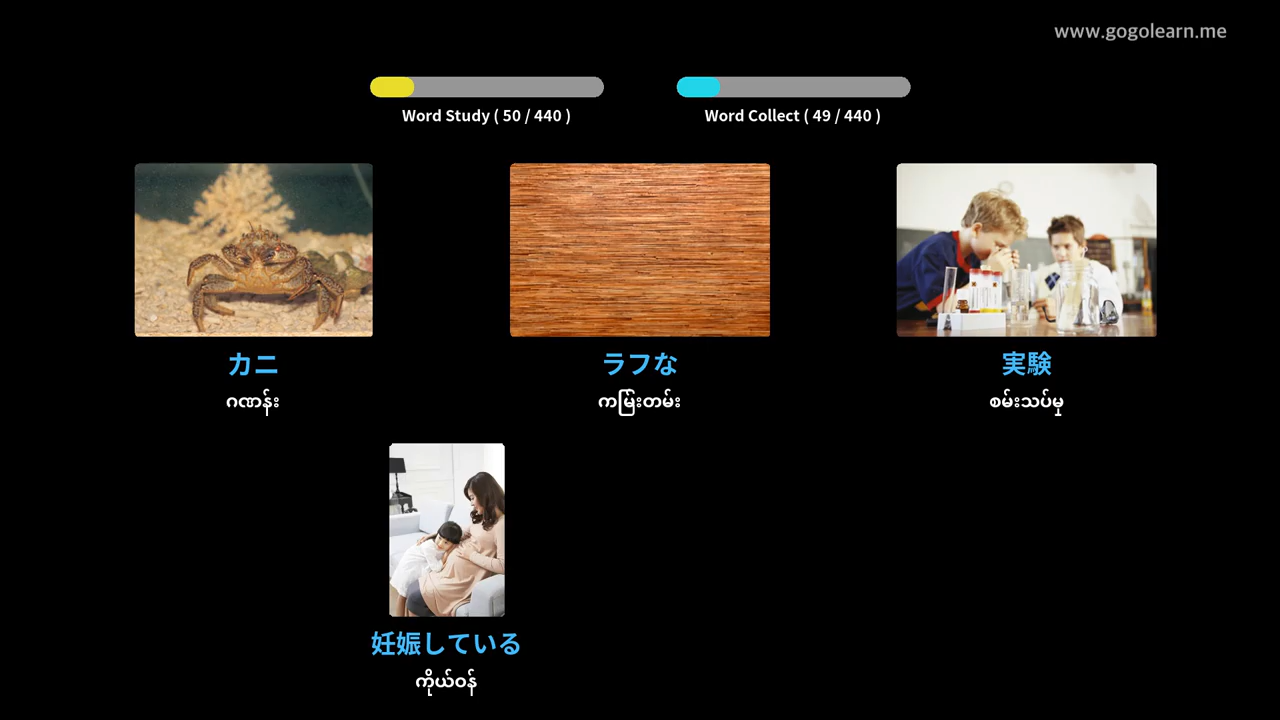 www.gogolearn.me
Word Study ( 50 / 440 )
Word Collect ( 49 / 440 )
カニ
ဂဏန်း
ラフな
ကမြိးတမ်း
実験
စမ်းသပ်မှု
妊娠している
ကိုယ်ဝန်